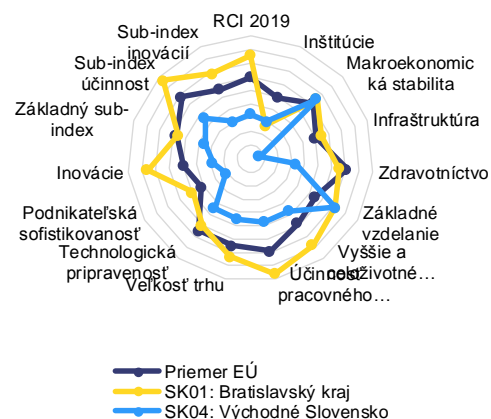 RCI 2019
Inštitúcie
Makroekonomic
ká stabilita
Infraštruktúra
Zdravotníctvo
Základné
vzdelanie
Vyššie a
celoživotné…
Účinnosť
pracovného…
Veľkosť trhu
Technologická
pripravenosť
Podnikateľská
sofistikovanosť
Inovácie
Základný sub-
index
Sub-index
účinnost
Sub-index
inovácií
Priemer EÚ
SK01: Bratislavský kraj
SK04: Východné Slovensko